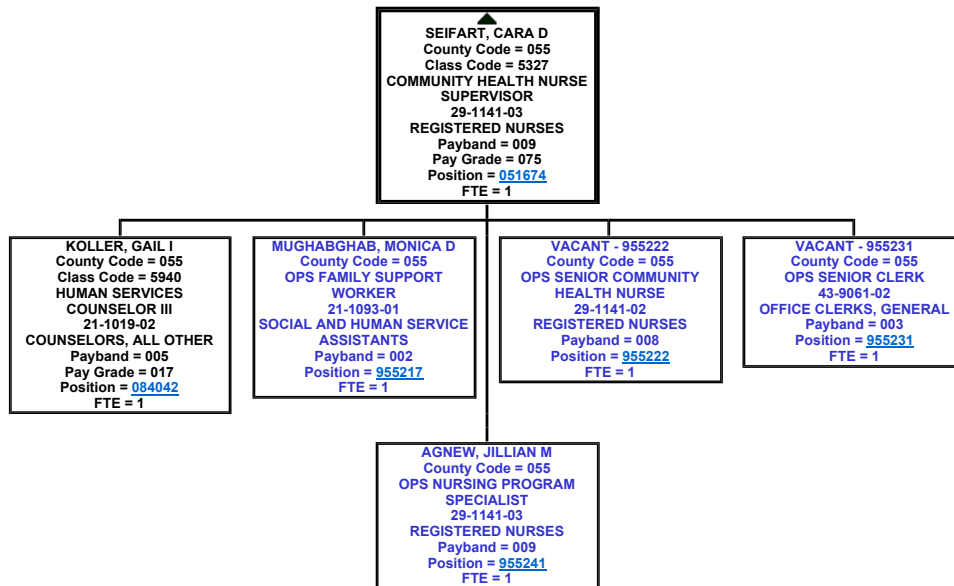 SEIFART, CARA D
County Code = 055
Class Code = 5327
COMMUNITY HEALTH NURSE
SUPERVISOR
29-1141-03
REGISTERED NURSES
Payband = 009
Pay Grade = 075
Position = 051674
FTE = 1
KOLLER, GAIL I
County Code = 055
Class Code = 5940
HUMAN SERVICES
COUNSELOR III
21-1019-02
COUNSELORS, ALL OTHER
Payband = 005
Pay Grade = 017
Position = 084042
FTE = 1
MUGHABGHAB, MONICA D
County Code = 055
OPS FAMILY SUPPORT
WORKER
21-1093-01
SOCIAL AND HUMAN SERVICE
ASSISTANTS
Payband = 002
Position = 955217
FTE = 1
VACANT - 955222
County Code = 055
OPS SENIOR COMMUNITY
HEALTH NURSE
29-1141-02
REGISTERED NURSES
Payband = 008
Position = 955222
FTE = 1
VACANT - 955231
County Code = 055
OPS SENIOR CLERK
43-9061-02
OFFICE CLERKS, GENERAL
Payband = 003
Position = 955231
FTE = 1
AGNEW, JILLIAN M
County Code = 055
OPS NURSING PROGRAM
SPECIALIST
29-1141-03
REGISTERED NURSES
Payband = 009
Position = 955241
FTE = 1